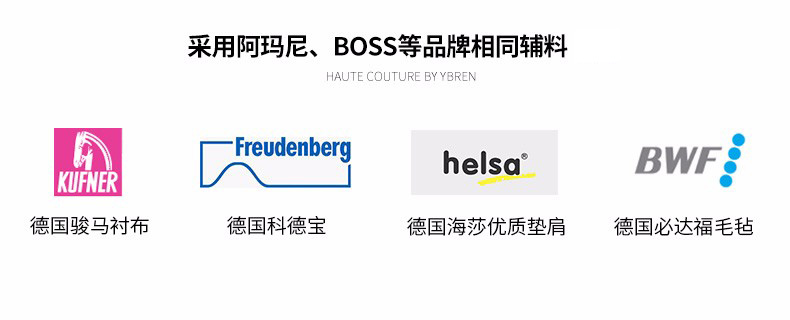 采用阿玛尼、BOSS等品牌相同辅料
HAUTE COUTURE BY YBREN
KUFNER
Freudenberg
helsa®
BWF
德国骏马衬布
德国科德宝
德国海莎优质垫肩
德国必达福毛毡